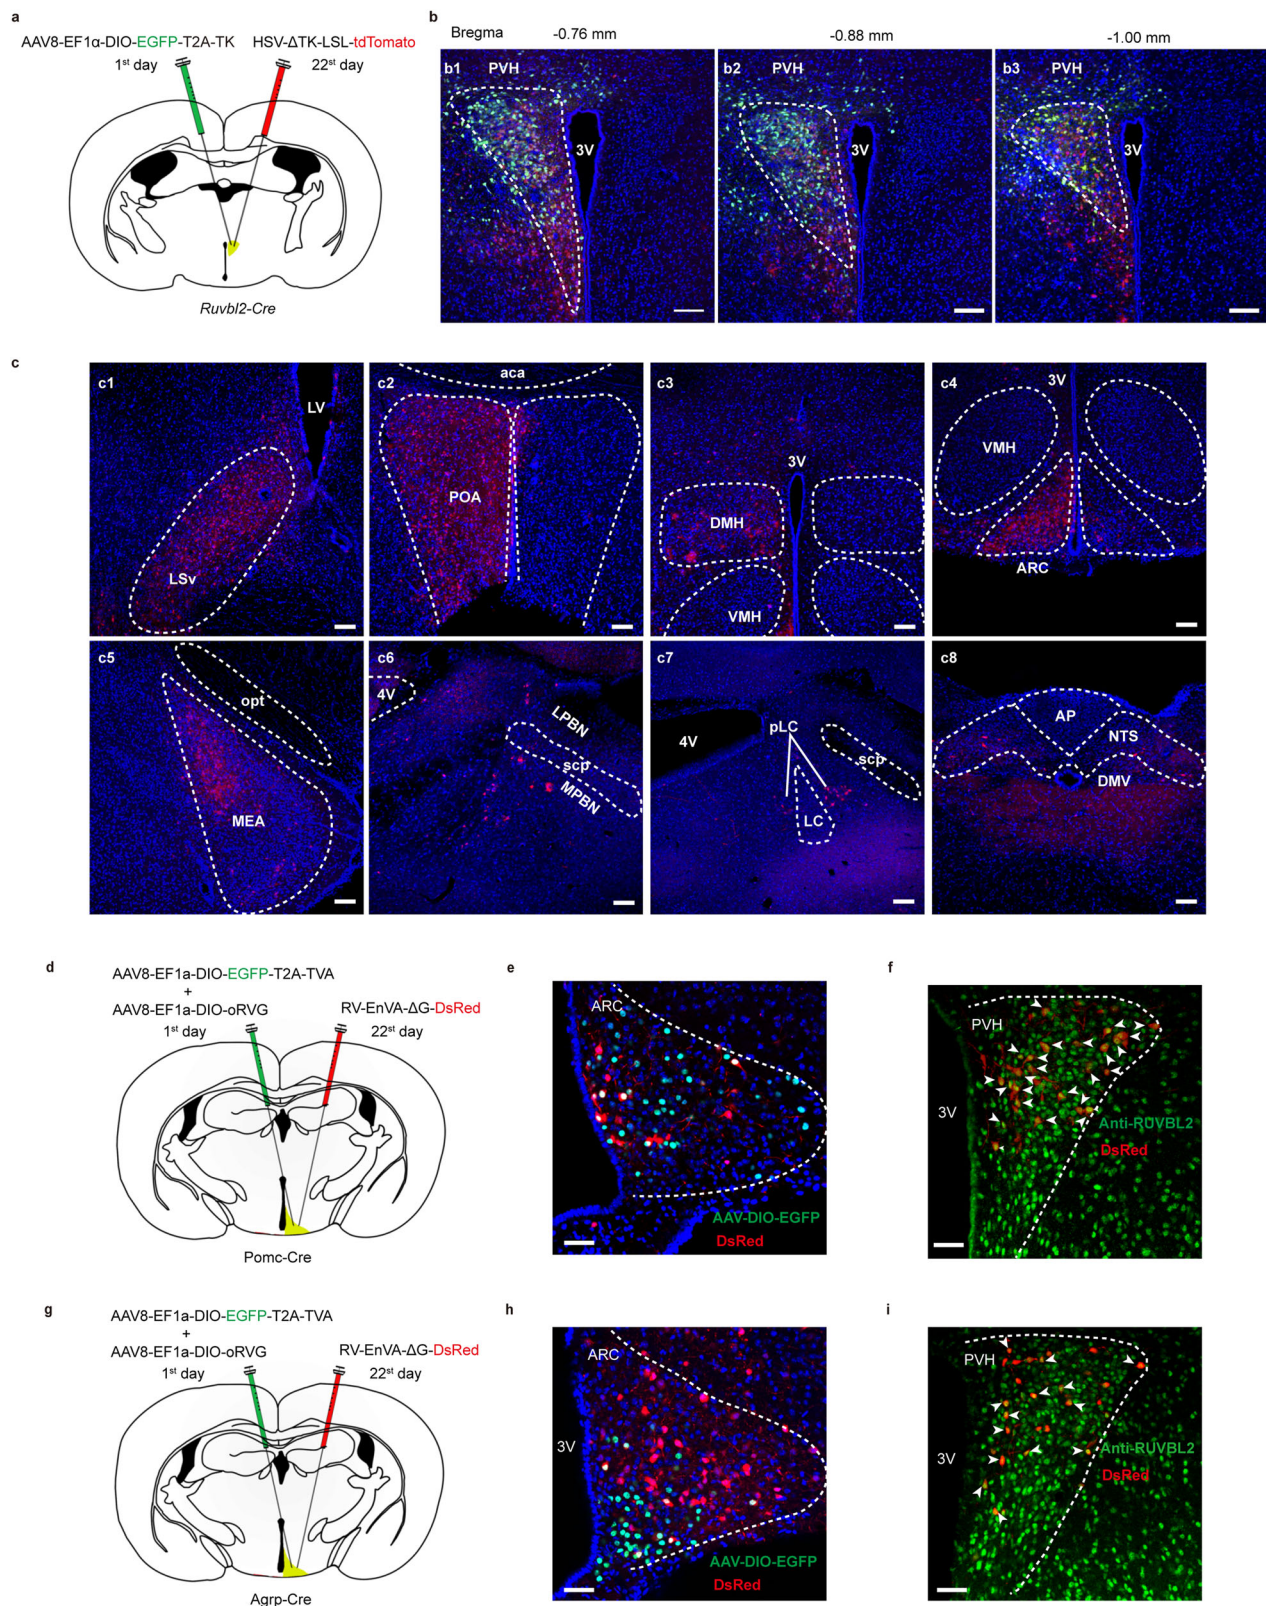 a
AAV8-EF1α-DIO-EGFP-T2A-TK
HSV-ΔTK-LSL-tdTomato
1st day
22st day
Ruvbl2-Cre
b
Bregma
-0.76 mm
-0.88 mm
-1.00 mm
b1
PVH
3V
b2
PVH
3V
b3
PVH
3V
c
c1
LV
LSv
c2
aca
POA
c3
3V
DMH
VMH
c4
3V
VMH
ARC
c5
opt
MEA
c6
4V
LPBN
scp
MPBN
c7
4V
pLC
scp
LC
c8
AP
NTS
DMV
d
AAV8-EF1a-DIO-EGFP-T2A-TVA
+
AAV8-EF1a-DIO-oRVG
RV-EnVA-ΔG-DsRed
1st day
22st day
Pomc-Cre
e
ARC
AAV-DIO-EGFP
DsRed
f
PVH
3V
Anti-RUVBL2
DsRed
g
AAV8-EF1a-DIO-EGFP-T2A-TVA
+
AAV8-EF1a-DIO-oRVG
RV-EnVA-ΔG-DsRed
1st day
22st day
Agrp-Cre
h
ARC
3V
AAV-DIO-EGFP
DsRed
i
PVH
3V
Anti-RUVBL2
DsRed